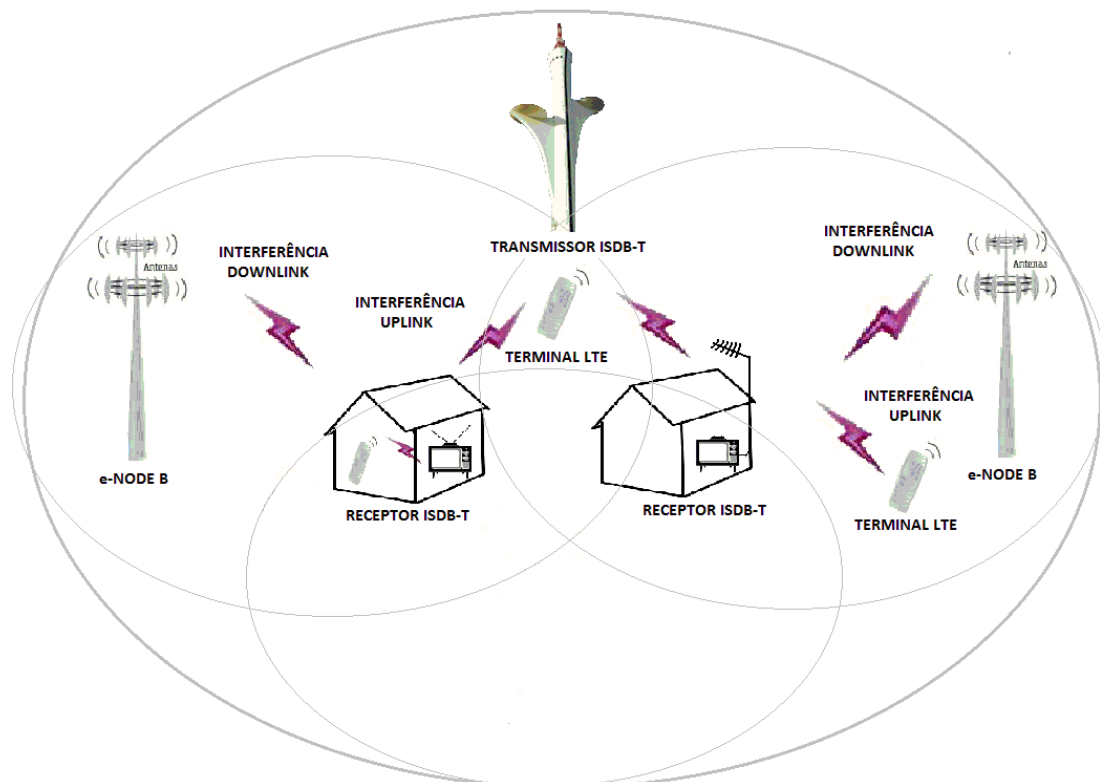 TRANSMISSOR ISDB-T
INTERFERÊNCIA
DOWNLINK
INTERFERÊNCIA
DOWNLINK
Antenas
Antenas
INTERFERÊNCIA
UPLINK
TERMINAL LTE
INTERFERÊNCIA
UPLINK
e-NODE B
e-NODE B
RECEPTOR ISDB-T
RECEPTOR ISDB-T
TERMINAL LTE